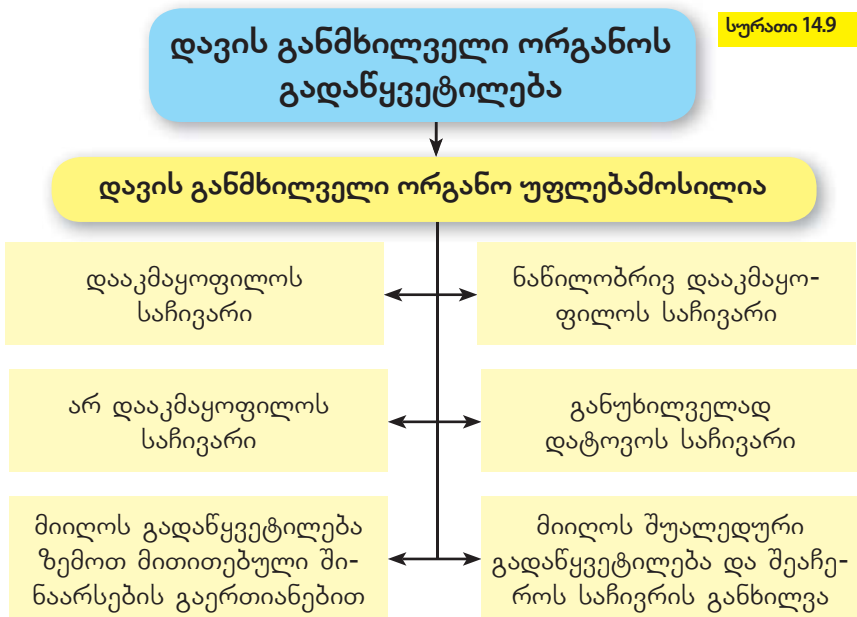 სურათი 14.9
დავის განმხილველი ორგანოს
გადაწყვეტილება
დავის განმხილველი ორგანო უფლებამოსილია
დააკმაყოფილოს
საჩივარი
ნაწილობრივ დააკმაყო-
ფილოს საჩივარი
არ დააკმაყოფილოს
საჩივარი
განუხილველად
დატოვოს საჩივარი
მიიღოს გადაწყვეტილება
ზემოთ მითითებული ში-
ნაარსების გაერთიანებით
მიიღოს შუალედური
გადაწყვეტილება და შეაჩე-
როს საჩივრის განხილვა